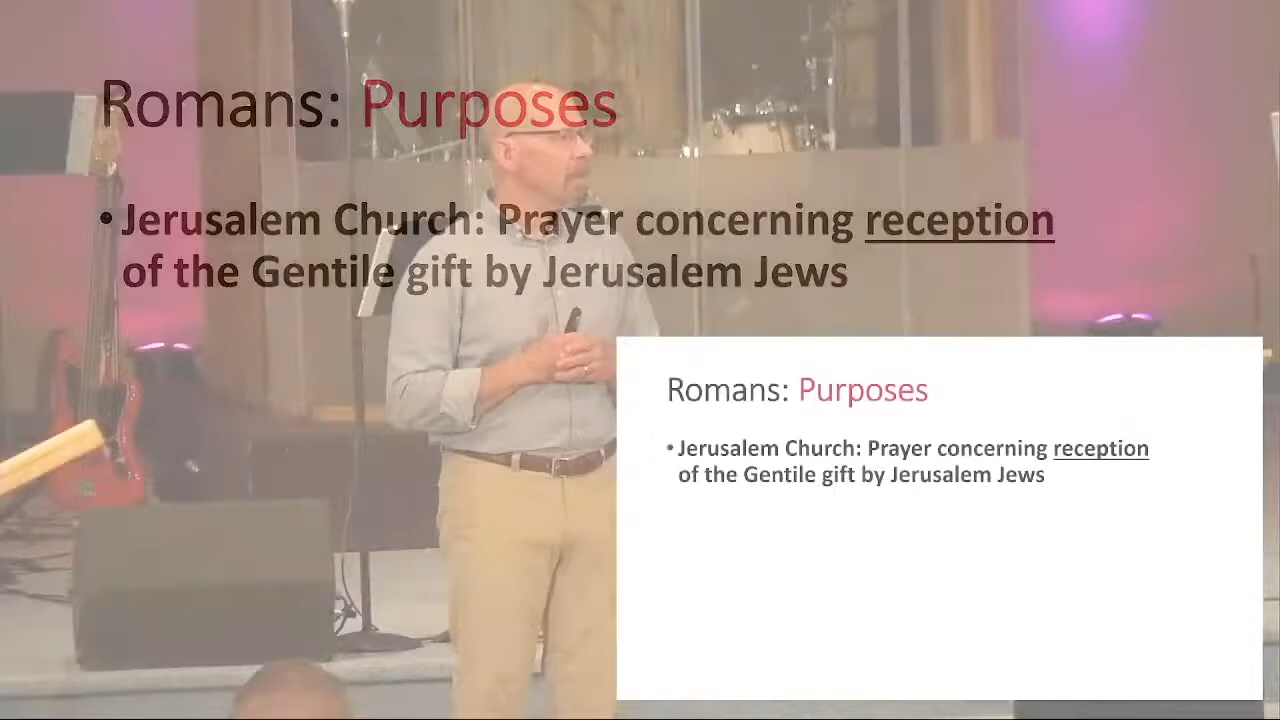 Romans: Purposes
• Jerusalem Church: Prayer concerning reception
of the Gentile gift by Jerusalem Jews
Romans: Purposes
• Jerusalem Church: Prayer concerning reception
of the Gentile gift by Jerusalem Jews